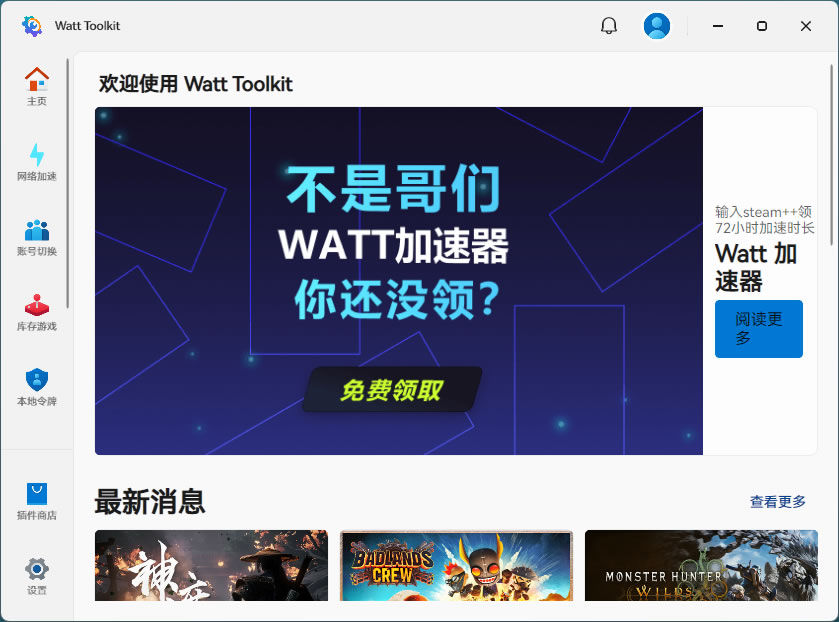 Watt Toolkit
主页
网络加速
账号切换
库存游戏
本地令牌
插件商店
设置
欢迎使用 Watt Toolkit
不是哥们
WATT加速器
你还没领?
免费领取
输入steam++领
72小时加速时长
Watt 加
速器
阅读更
多
最新消息
查看更多
BADLANDS
CREW
MONSTER HUNTER
WILDS